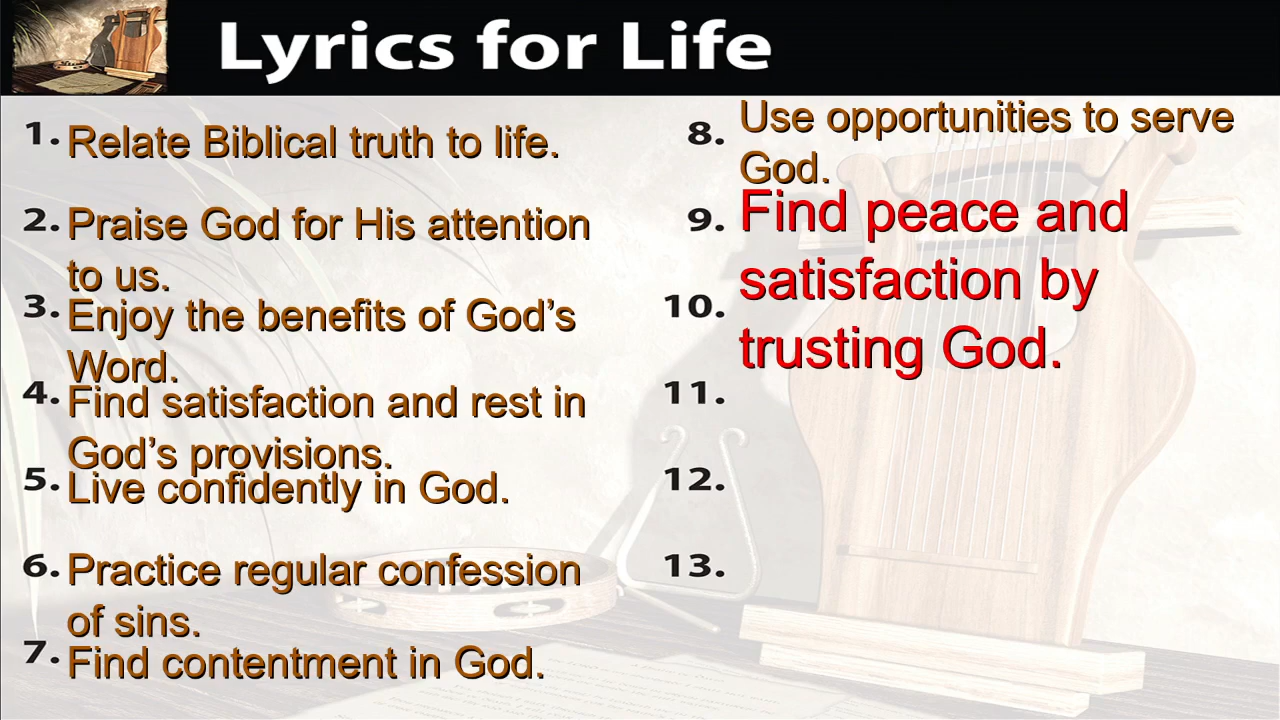 Lyrics for Life
1. Relate Biblical truth to life.
2. Praise God for His attention
to us.
3. Enjoy the benefits of God’s
Word.
4. Find satisfaction and rest in
God’s provisions.
5. Live confidently in God.
6. Practice regular confession
of sins.
7. Find contentment in God.
8. Use opportunities to serve
God.
9. Find peace and
satisfaction by
trusting God.
10.
11.
12.
13.